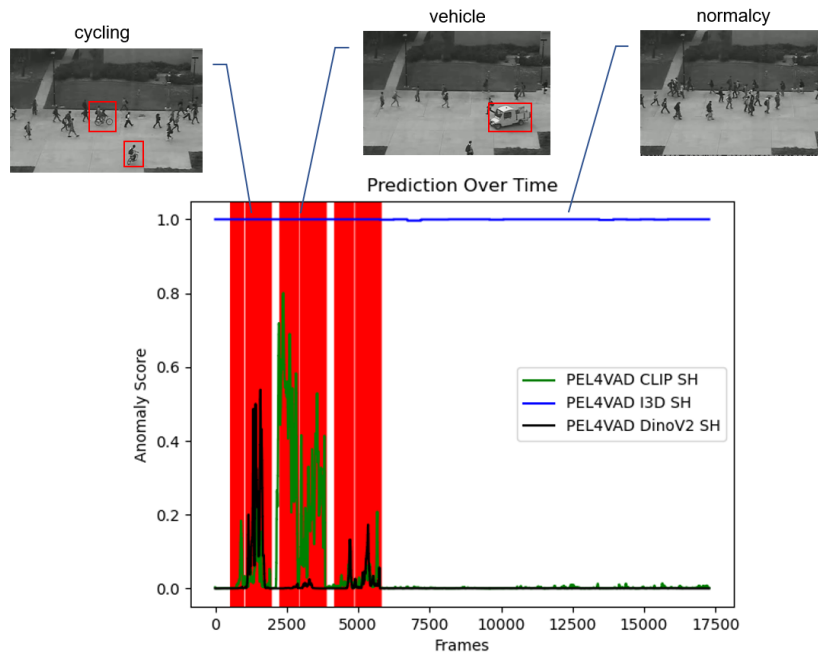 cycling
vehicle
normalcy
Prediction Over Time
1.0
0.8
0.6
0.4
0.2
0.0
Anomaly Score
PEL4VAD CLIP SH
PEL4VAD I3D SH
PEL4VAD DinoV2 SH
0 2500 5000 7500 10000 12500 15000 17500
Frames